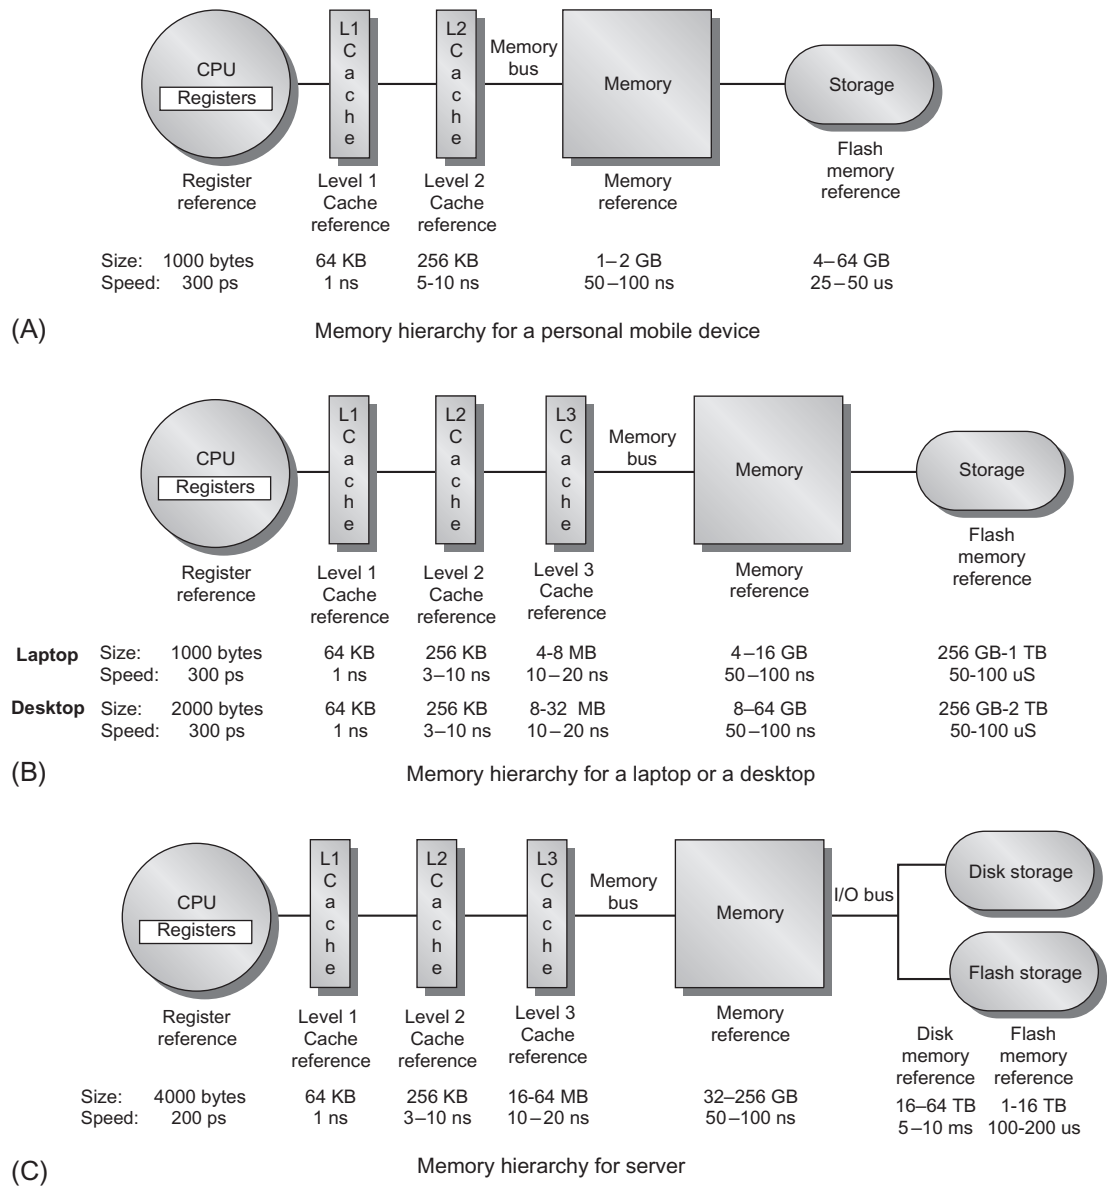 CPU
Registers
L1
C
a
c
h
e
L2
C
a
c
h
e
Memory
bus
Memory
Storage
Register
reference
Level 1
Cache
reference
Level 2
Cache
reference
Memory
reference
Flash
memory
reference
Size: 1000 bytes 64 KB 256 KB 1–2 GB 4–64 GB
Speed: 300 ps 1 ns 5-10 ns 50–100 ns 25–50 us
(A) Memory hierarchy for a personal mobile device
CPU
Registers
L1
C
a
c
h
e
L2
C
a
c
h
e
L3
C
a
c
h
e
Memory
bus
Memory
Storage
Register
reference
Level 1
Cache
reference
Level 2
Cache
reference
Level 3
Cache
reference
Memory
reference
Flash
memory
reference
Laptop Size: 1000 bytes 64 KB 256 KB 4-8 MB 4–16 GB 256 GB-1 TB
Speed: 300 ps 1 ns 3–10 ns 10–20 ns 50–100 ns 50-100 uS
Desktop Size: 2000 bytes 64 KB 256 KB 8-32 MB 8–64 GB 256 GB-2 TB
Speed: 300 ps 1 ns 3–10 ns 10–20 ns 50–100 ns 50-100 uS
(B) Memory hierarchy for a laptop or a desktop
CPU
Registers
L1
C
a
c
h
e
L2
C
a
c
h
e
L3
C
a
c
h
e
Memory
bus
Memory
I/O bus
Disk storage
Flash storage
Register
reference
Level 1
Cache
reference
Level 2
Cache
reference
Level 3
Cache
reference
Memory
reference
Disk
memory
reference
Flash
memory
reference
Size: 4000 bytes 64 KB 256 KB 16-64 MB 32–256 GB 16–64 TB 1-16 TB
Speed: 200 ps 1 ns 3–10 ns 10–20 ns 50–100 ns 5–10 ms 100-200 us
(C) Memory hierarchy for server